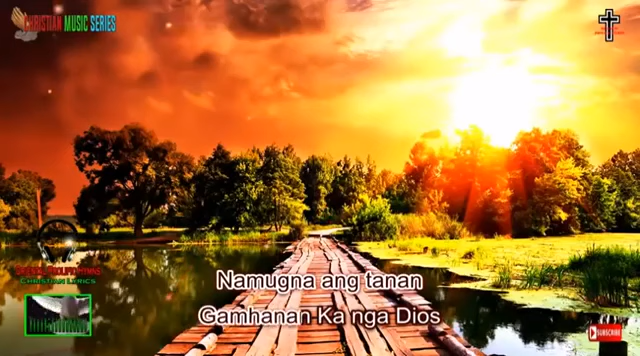 CHRISTIAN MUSIC SERIES
Namugna ang tanan
Gamhanan Ka nga Dios
CHRISTIAN LYRICS
SUBSCRIBE